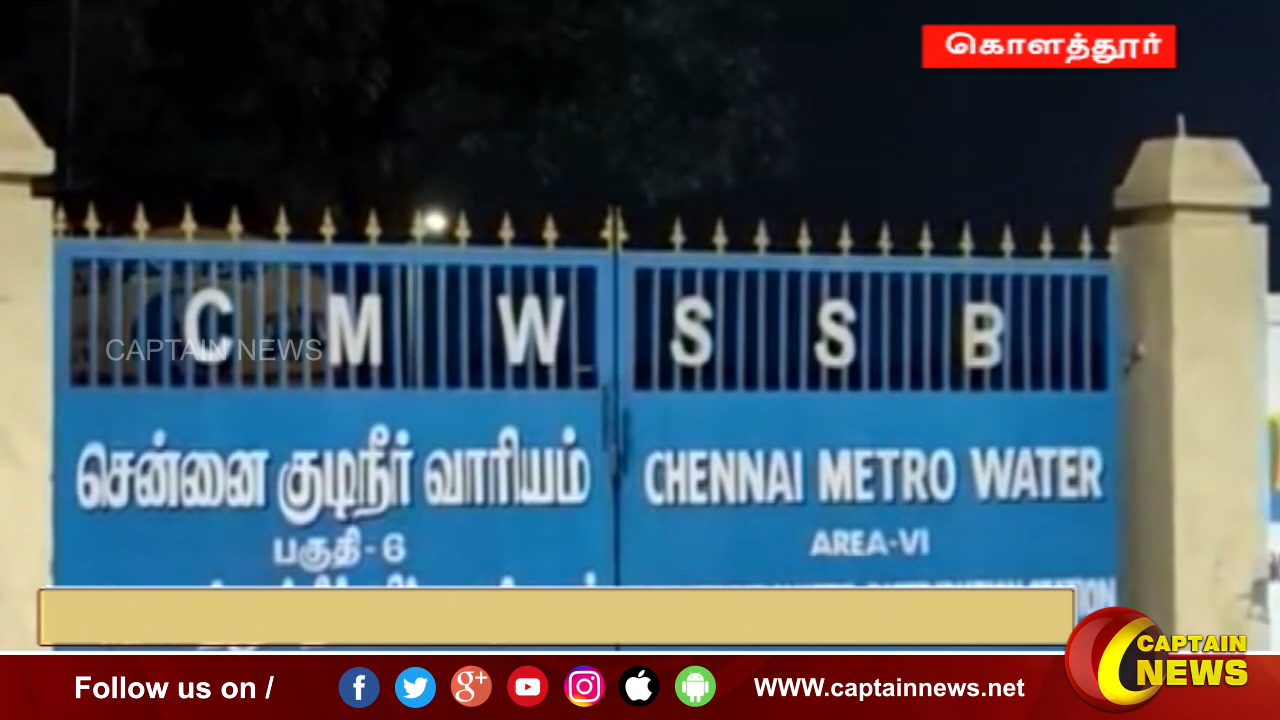 கொளத்தூர்
C M W S S B
CAPTAIN NEWS
சென்னை குடிநீர் வாரியம்
CHENNAI METRO WATER
பகுதி - 6
AREA-VI
CAPTAIN
NEWS
Follow us on /
WWW.captainnews.net